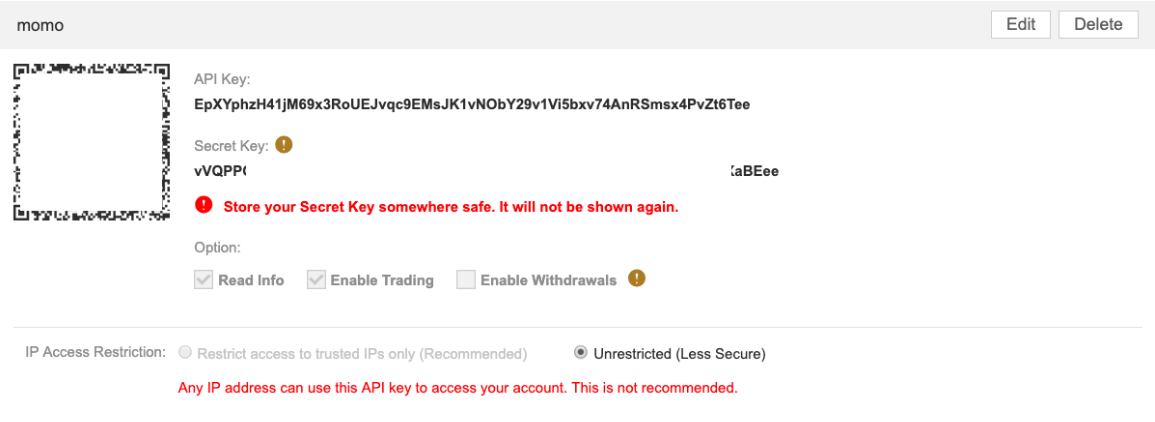 momo
Edit
Delete
API Key:
EpXYphzH41jM69x3RoUEJvqc9EMsJK1vNObY29v1Vi5bxv74AnRSmsx4PvZt6Tee
Secret Key:
vVQPP
aBEee
Store your Secret Key somewhere safe. It will not be shown again.
Option:
Read Info Enable Trading Enable Withdrawals
IP Access Restriction: Restrict access to trusted IPs only (Recommended) Unrestricted (Less Secure)
Any IP address can use this API key to access your account. This is not recommended.